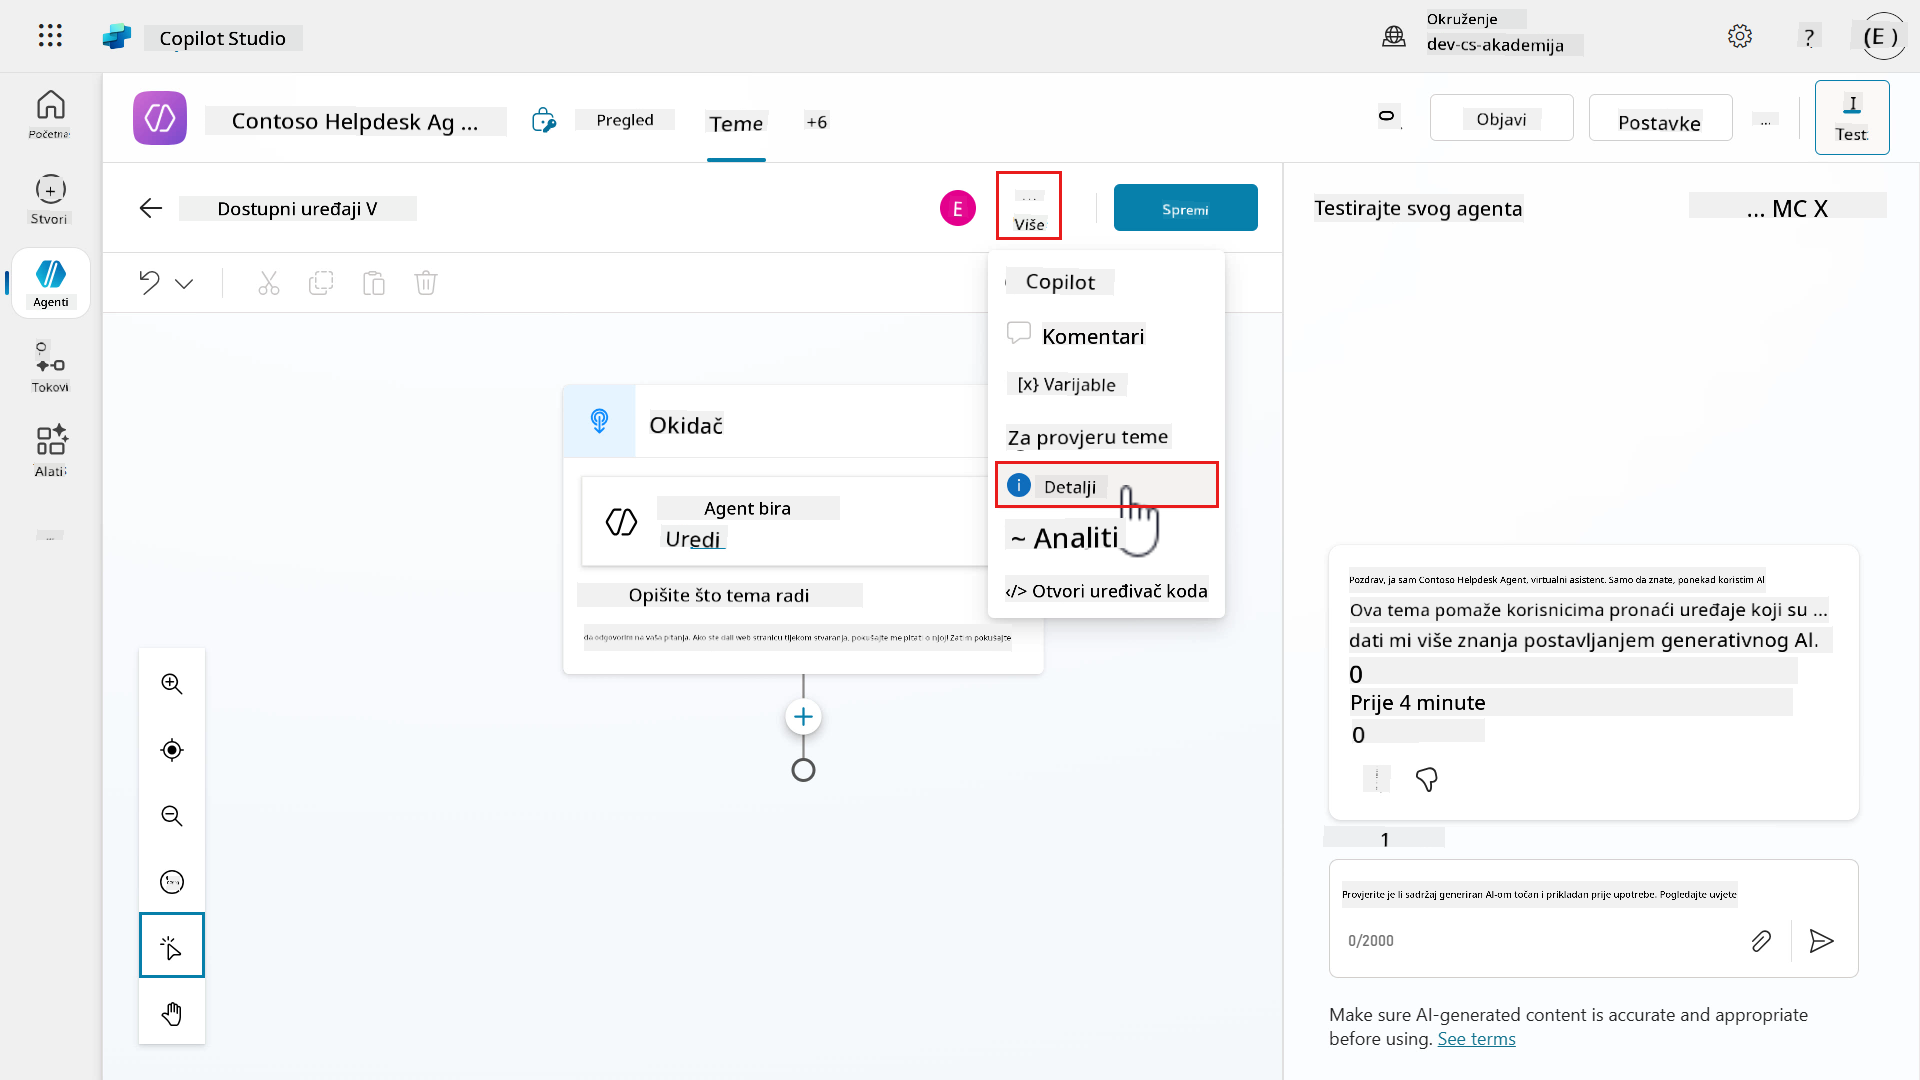 Copilot Studio
Okruženje
dev-cs-akademija
?
(E )
Početna
Stvori
Agenti
Tokovi
Alati
Contoso Helpdesk Ag ...
Pregled
Teme
+6
Objavi
Postavke
...
Test
Dostupni uređaji V
E
...
Više
Spremi
Copilot
Komentari
[x} Varijable
Za provjeru teme
Detalji
~ Analiti
</> Otvori uređivač koda
Okidač
Agent bira
Uredi
Opišite što tema radi
da odgovorim na vaša pitanja. Ako ste dali web stranicu tijekom stvaranja, pokušajte me pitati o njoj! Zatim pokušajte
Testirajte svog agenta
... MC X
Pozdrav, ja sam Contoso Helpdesk Agent, virtualni asistent. Samo da znate, ponekad koristim AI
Ova tema pomaže korisnicima pronaći uređaje koji su ...
dati mi više znanja postavljanjem generativnog AI.
0
Prije 4 minute
0
1
Provjerite je li sadržaj generiran AI-om točan i prikladan prije upotrebe. Pogledajte uvjete
0/2000
Make sure AI-generated content is accurate and appropriate
before using. See terms